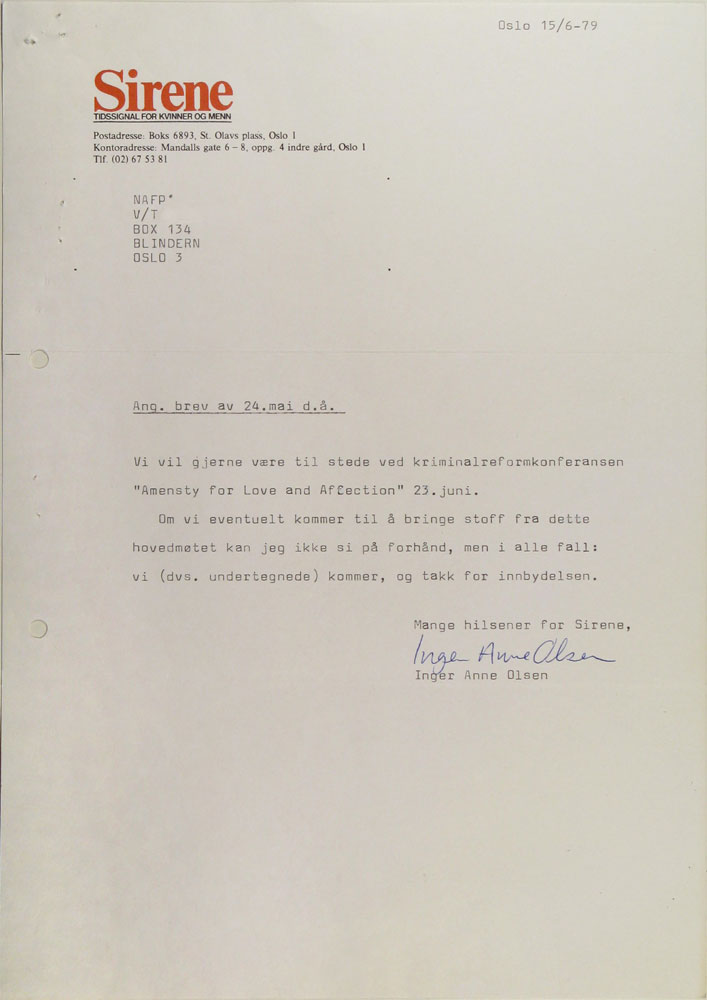 Oslo 15/6-79
Sirene
TIDSSIGNAL FOR KVINNER OG MENN
Postadresse: Boks 6893, St. Olavs plass, Oslo 1
Kontoradresse: Mandalls gate 6 – 8, oppg. 4 indre gård, Oslo 1
Tlf. (02) 67 53 81
NAFP*
V/T
BOX 134
BLINDERN
OSLO 3
Ang. brev av 24.mai d.å.
Vi vil gjerne være til stede ved kriminalreformkonferansen
"Amensty for Love and Affection" 23.juni.
Om vi eventuelt kommer til å bringe stoff fra dette
hovedmøtet kan jeg ikke si på forhånd, men i alle fall:
vi (dvs. undertegnede) kommer, og takk for innbydelsen.
Mange hilsener for Sirene,
Inger Anne Olsen
Inger Anne Olsen